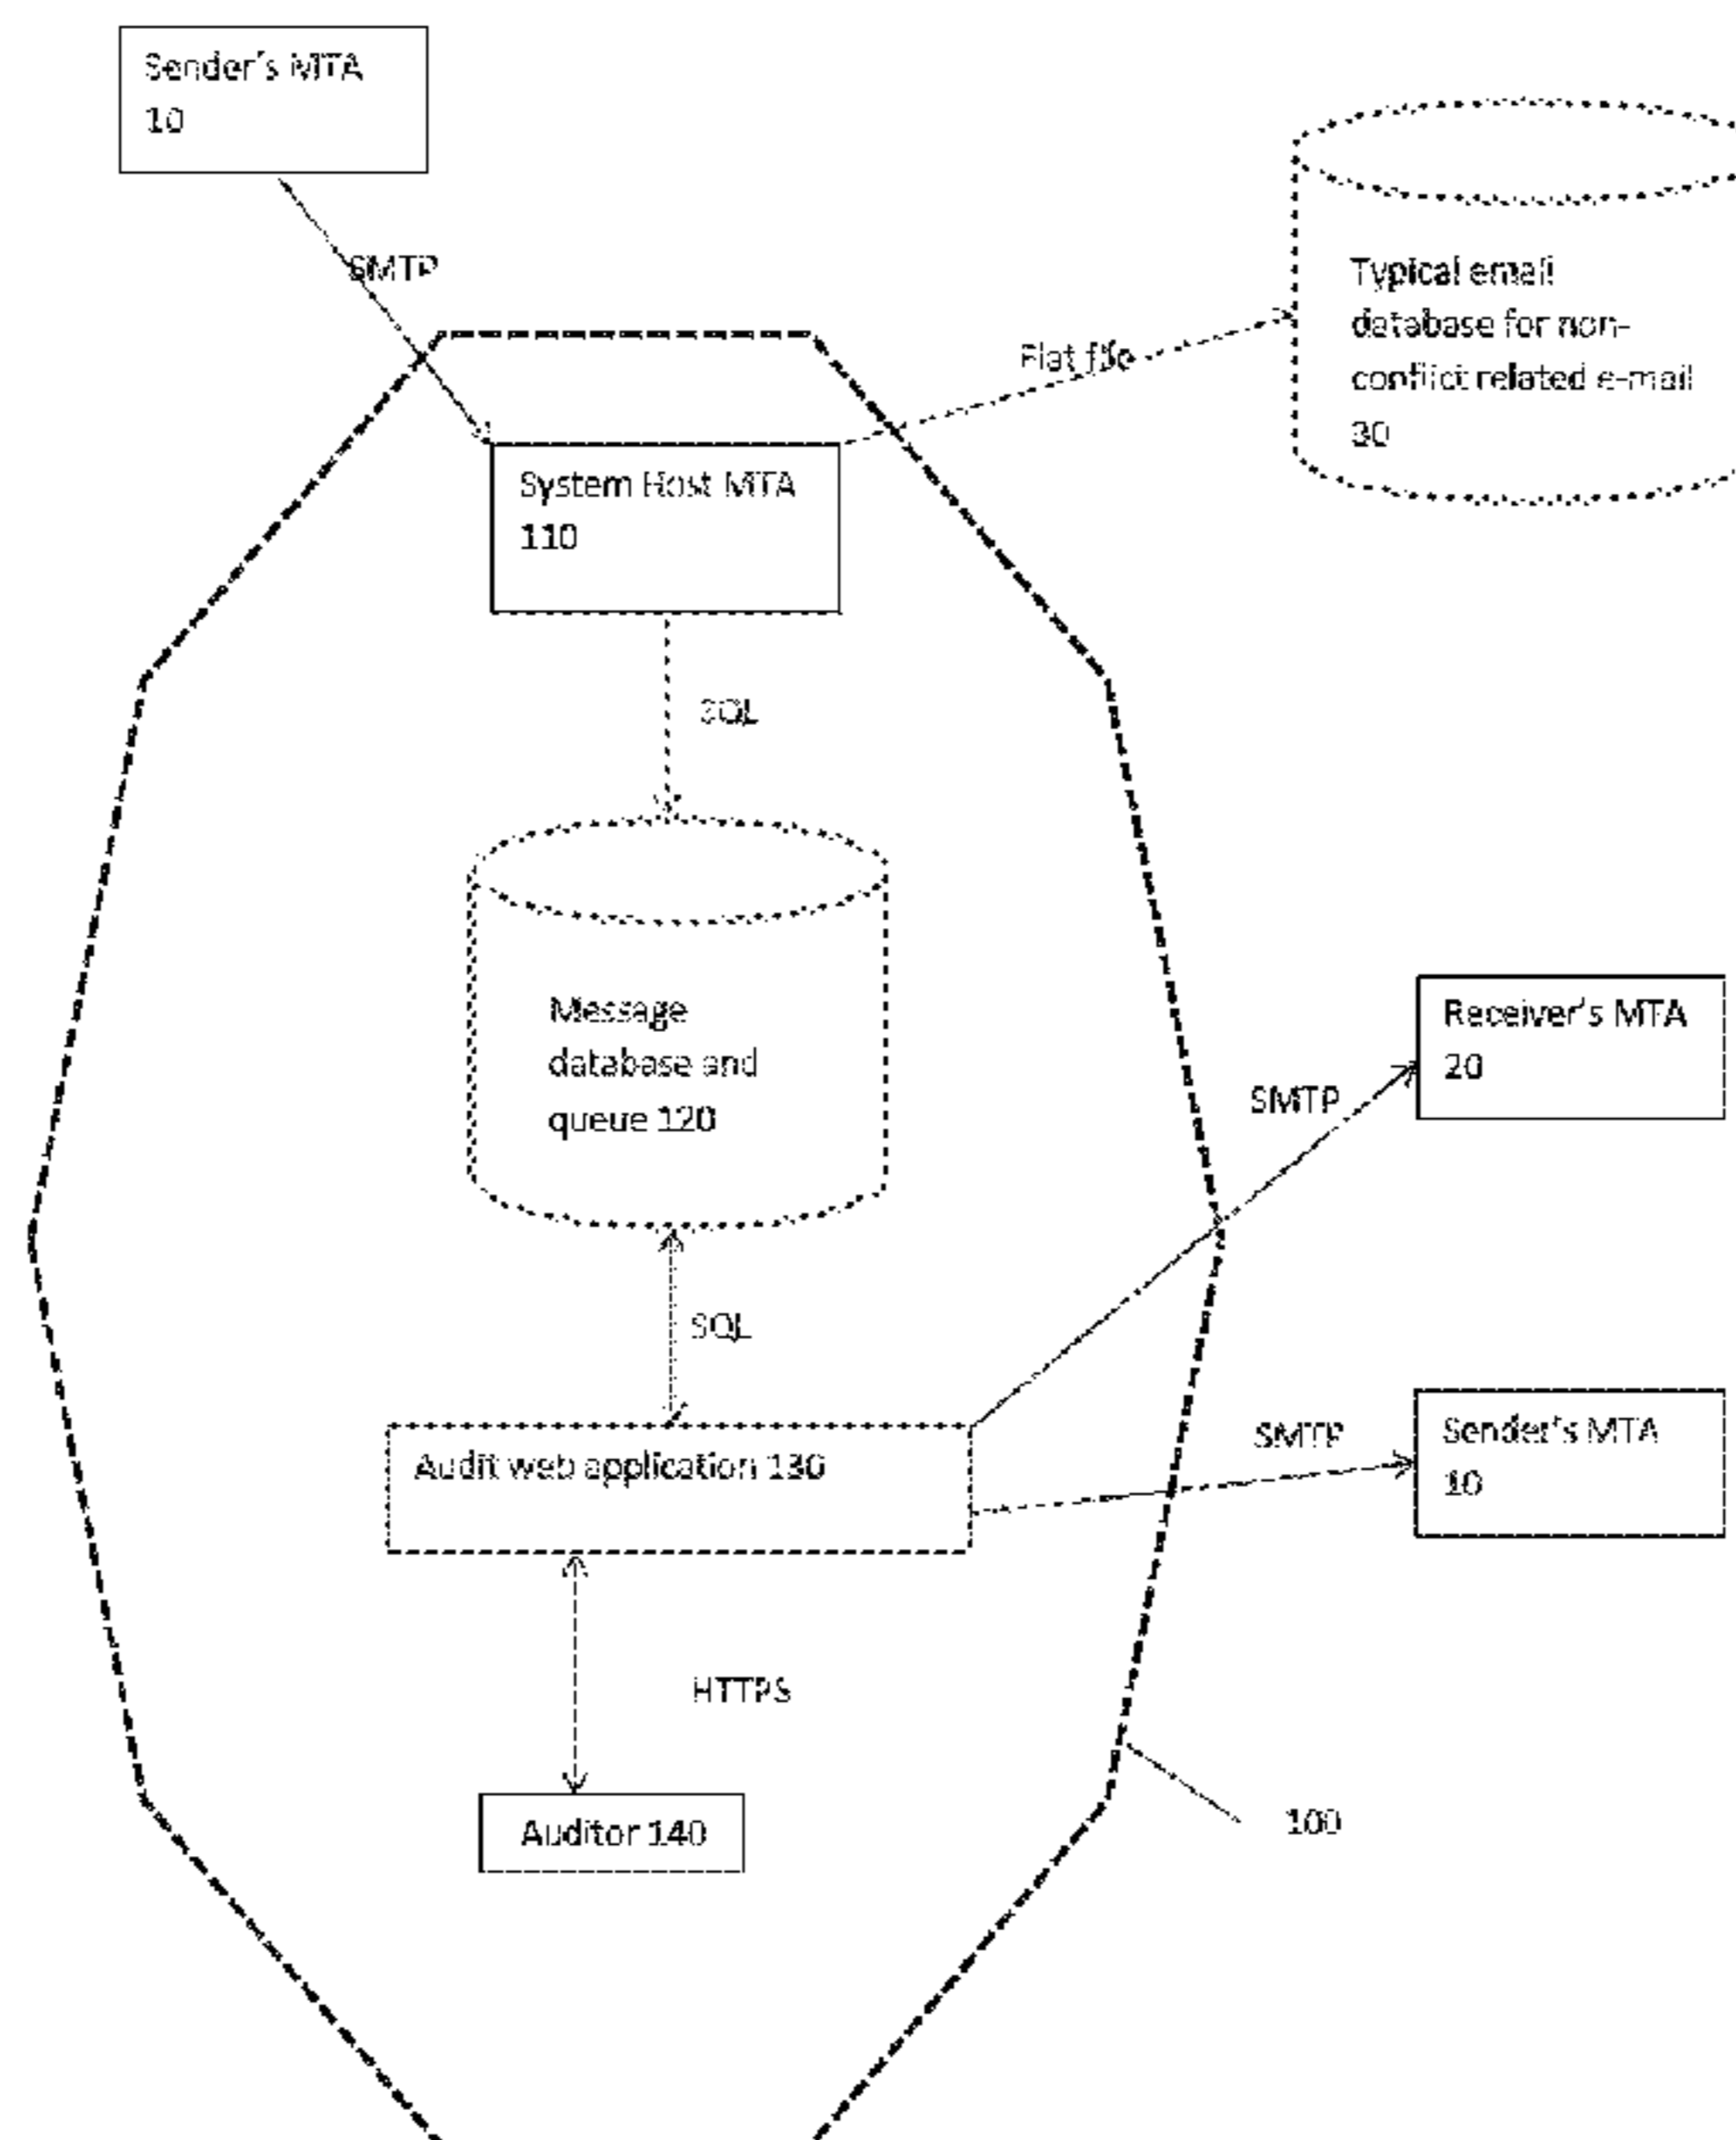 Sender's MTA
10
SMTP
Typical email
database for non-
conflict related e-mail
30
Flat file
System Host MTA
110
SQL
Message
database and
queue 120
Receiver's MTA
20
SMTP
SQL
Sender's MTA
10
SMTP
Audit web application 130
HTTPS
Auditor 140
100